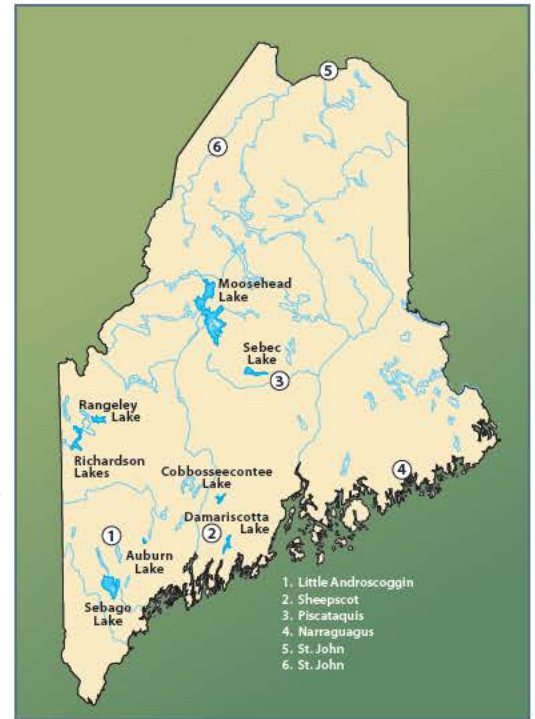 5
6
Moosehead
Lake
Sebec
Lake
3
Rangeley
Lake
Richardson
Lakes
Cobbosseecontee
Lake
4
Damariscotta
Lake
1
2
Auburn
Lake
Sebago
Lake
1. Little Androscoggin
2. Sheepscot
3. Piscataquis
4. Narraguagus
5. St. John
6. St. John